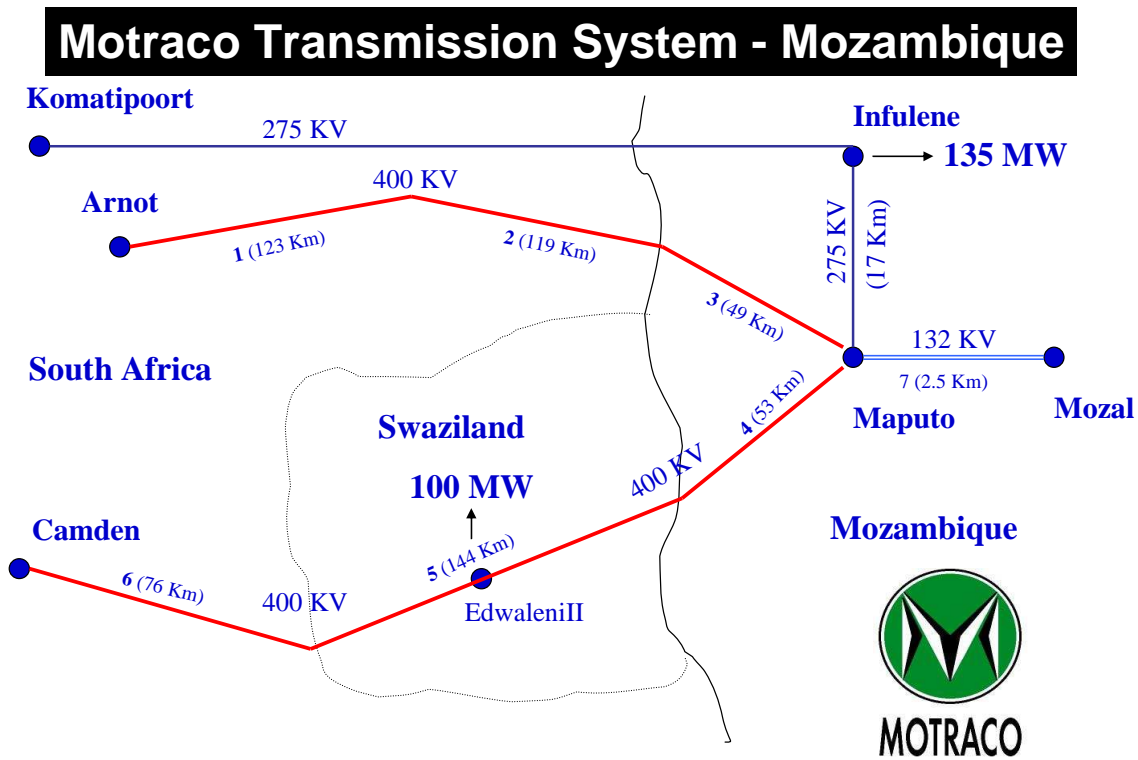 Motraco Transmission System - Mozambique
Komatipoort
275 KV
Infulene
135 MW
Arnot
400 KV
1 (123 Km)
2 (119 Km)
275 KV
(17 Km)
3 (49 Km)
132 KV
7 (2.5 Km)
South Africa
Mozal
Maputo
4 (53 Km)
Swaziland
400 KV
100 MW
Camden
Mozambique
5 (144 Km)
6 (76 Km)
400 KV
EdwaleniII
MOTRACO